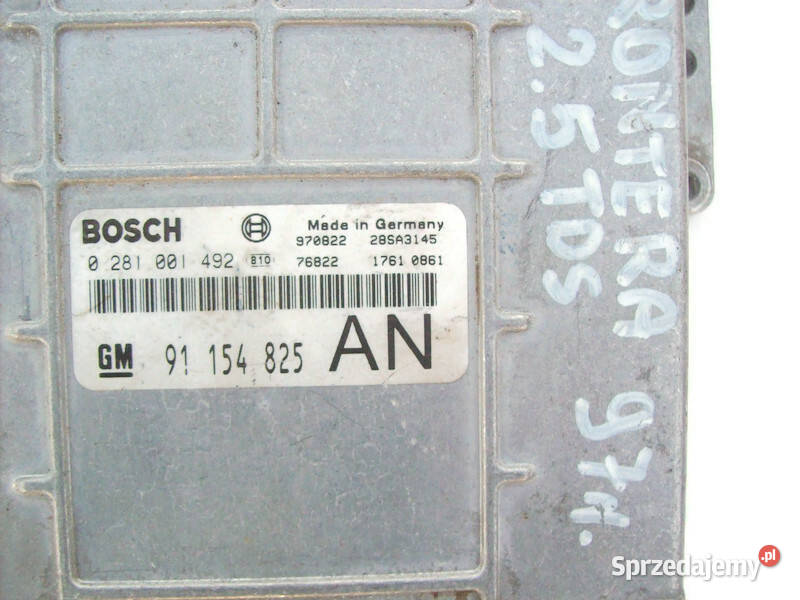 BOSCH Made in Germany
970822 28SA3145
0 281 001 492 810 76822 1761 0861
GM 91 154 825 AN
RONTERA 97r.
2.5 TDS
Sprzedajemy.pl